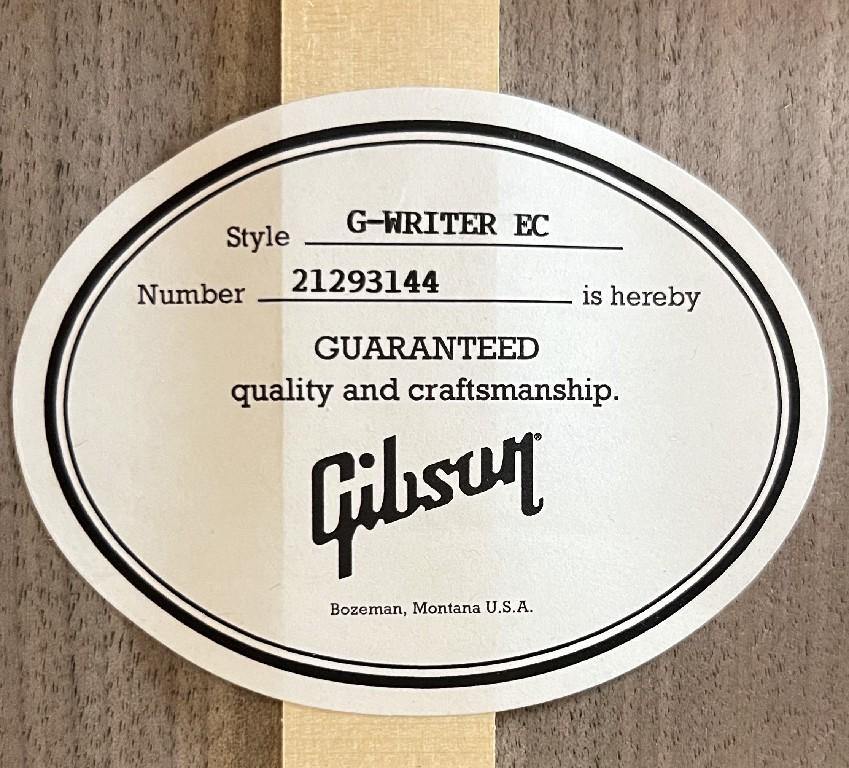 Style G-WRITER EC
Number 21293144 is hereby
GUARANTEED
quality and craftsmanship.
Gibson®
Bozeman, Montana U.S.A.